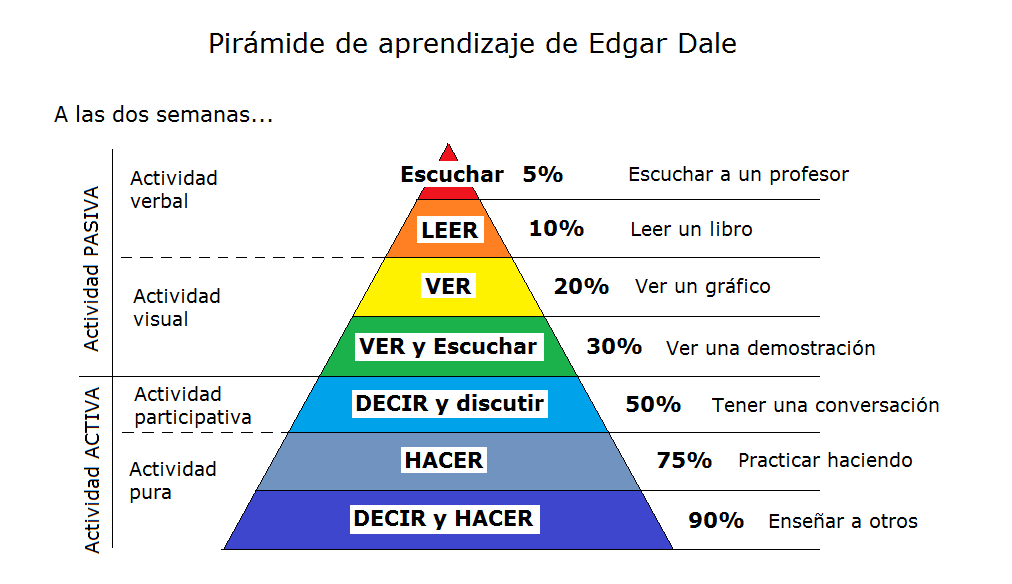 Pirámide de aprendizaje de Edgar Dale
A las dos semanas...
Actividad PASIVA
Actividad
verbal
Escuchar 5% Escuchar a un profesor
LEER 10% Leer un libro
Actividad
visual
VER 20% Ver un gráfico
VER y Escuchar 30% Ver una demostración
Actividad ACTIVA
Actividad
participativa
DECIR y discutir 50% Tener una conversación
Actividad
pura
HACER 75% Practicar haciendo
DECIR y HACER 90% Enseñar a otros